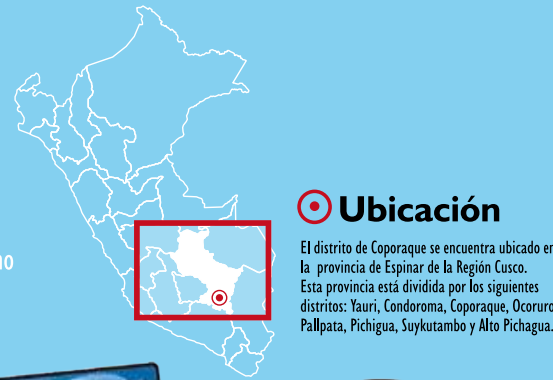 Ubicación
El distrito de Coporaque se encuentra ubicado en
la provincia de Espinar de la Región Cusco.
Esta provincia está dividida por los siguientes
distritos: Yauri, Condoroma, Coporaque, Ocoruro
Pallpata, Pichigua, Suykutambo y Alto Pichagua.